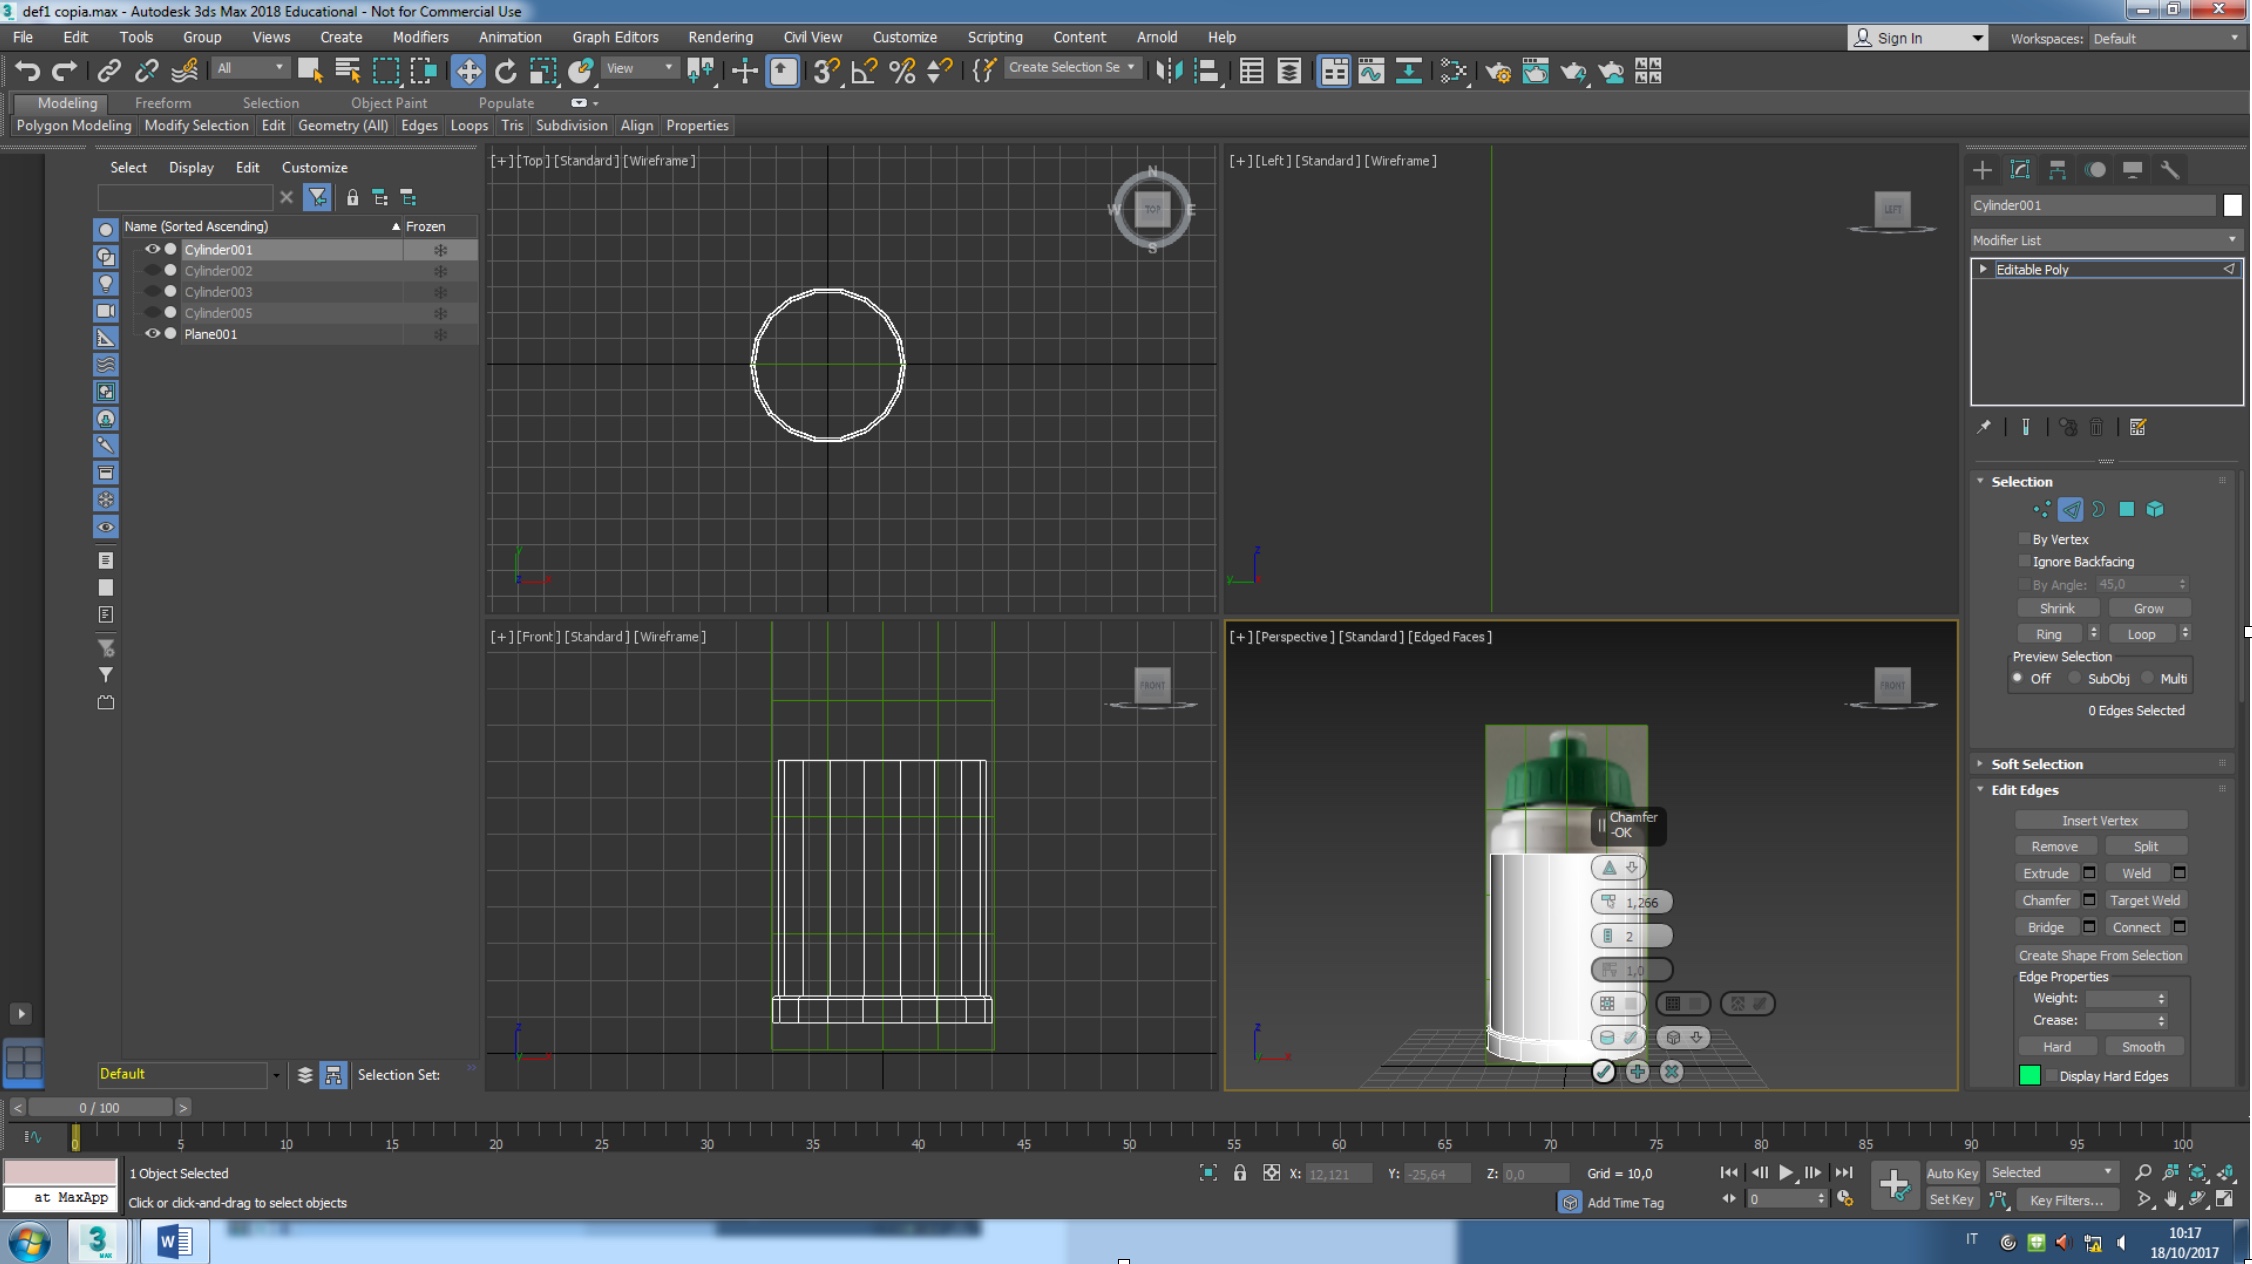 def1 copia.max - Autodesk 3ds Max 2018 Educational - Not for Commercial Use
File Edit Tools Group Views Create Modifiers Animation Graph Editors Rendering Civil View Customize Scripting Content Arnold Help Sign In Workspaces: Default
All View Create Selection Se
Modeling Freeform Selection Object Paint Populate
Polygon Modeling Modify Selection Edit Geometry (All) Edges Loops Tris Subdivision Align Properties
Select Display Edit Customize
Name (Sorted Ascending) Frozen
Cylinder001
Cylinder002
Cylinder003
Cylinder005
Plane001
Default Selection Set:
[+] [Top] [Standard] [Wireframe]
N
W TOP E
S
y
z x
[+] [Left] [Standard] [Wireframe]
LEFT
z
y x
[+] [Front] [Standard] [Wireframe]
FRONT
z
y x
[+] [Perspective] [Standard] [Edged Faces]
FRONT
Chamfer
-OK
1,266
2
1,0
z
y x
Cylinder001
Modifier List
Editable Poly
Selection
By Vertex
Ignore Backfacing
By Angle: 45,0
Shrink Grow
Ring Loop
Preview Selection
Off SubObj Multi
0 Edges Selected
Soft Selection
Edit Edges
Insert Vertex
Remove Split
Extrude Weld
Chamfer Target Weld
Bridge Connect
Create Shape From Selection
Edge Properties
Weight:
Crease:
Hard Smooth
Display Hard Edges
< 0 / 100 >
0 5 10 15 20 25 30 35 40 45 50 55 60 65 70 75 80 85 90 95 100
1 Object Selected X: 12,121 Y: -25,64 Z: 0,0 Grid = 10,0 Auto Key Selected
at MaxApp Click or click-and-drag to select objects Add Time Tag 0 Set Key Key Filters...
3 MAX W IT 10:17
18/10/2017